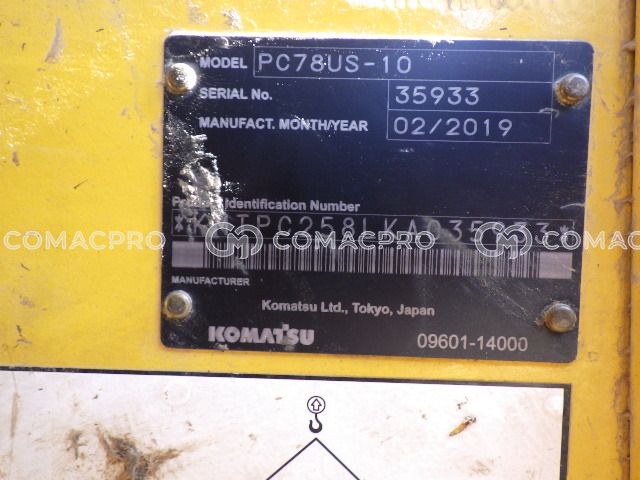 MODEL PC78US-10
SERIAL No. 35933
MANUFACT. MONTH/YEAR 02/2019
Identification Number
COMACPRO COMACPRO COMACPRO
MANUFACTURER
Komatsu Ltd., Tokyo, Japan
KOMATSU 09601-14000